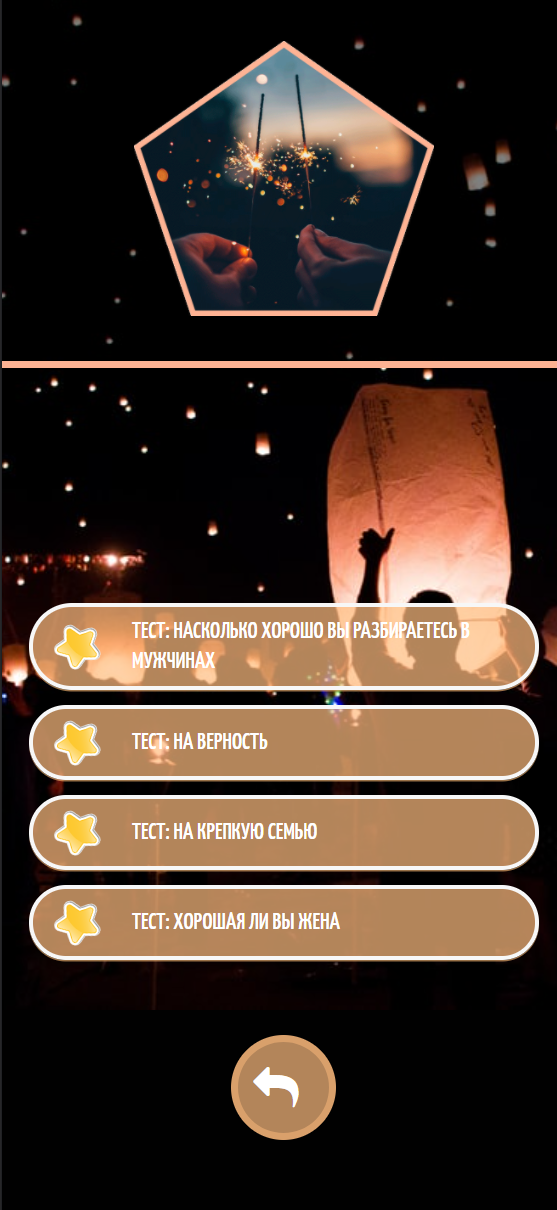 ТЕСТ: НАСКОЛЬКО ХОРОШО ВЫ РАЗБИРАЕТЕСЬ В
МУЖЧИНАХ
ТЕСТ: НА ВЕРНОСТЬ
ТЕСТ: НА КРЕПКУЮ СЕМЬЮ
ТЕСТ: ХОРОШАЯ ЛИ ВЫ ЖЕНА